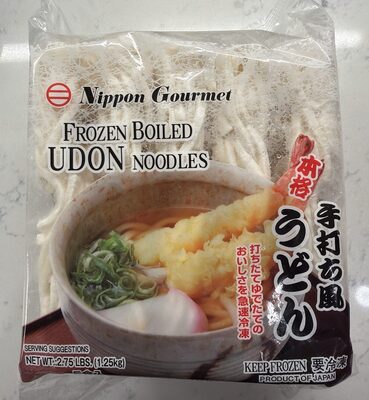 Nippon Gourmet
FROZEN BOILED
UDON NOODLES
本格
手打ち風
うどん
打ちたてゆでたての
おいしさを急速冷凍
SERVING SUGGESTIONS
NET WT.: 2.75 LBS. (1.25kg)
KEEP FROZEN 要冷凍
PRODUCT OF JAPAN